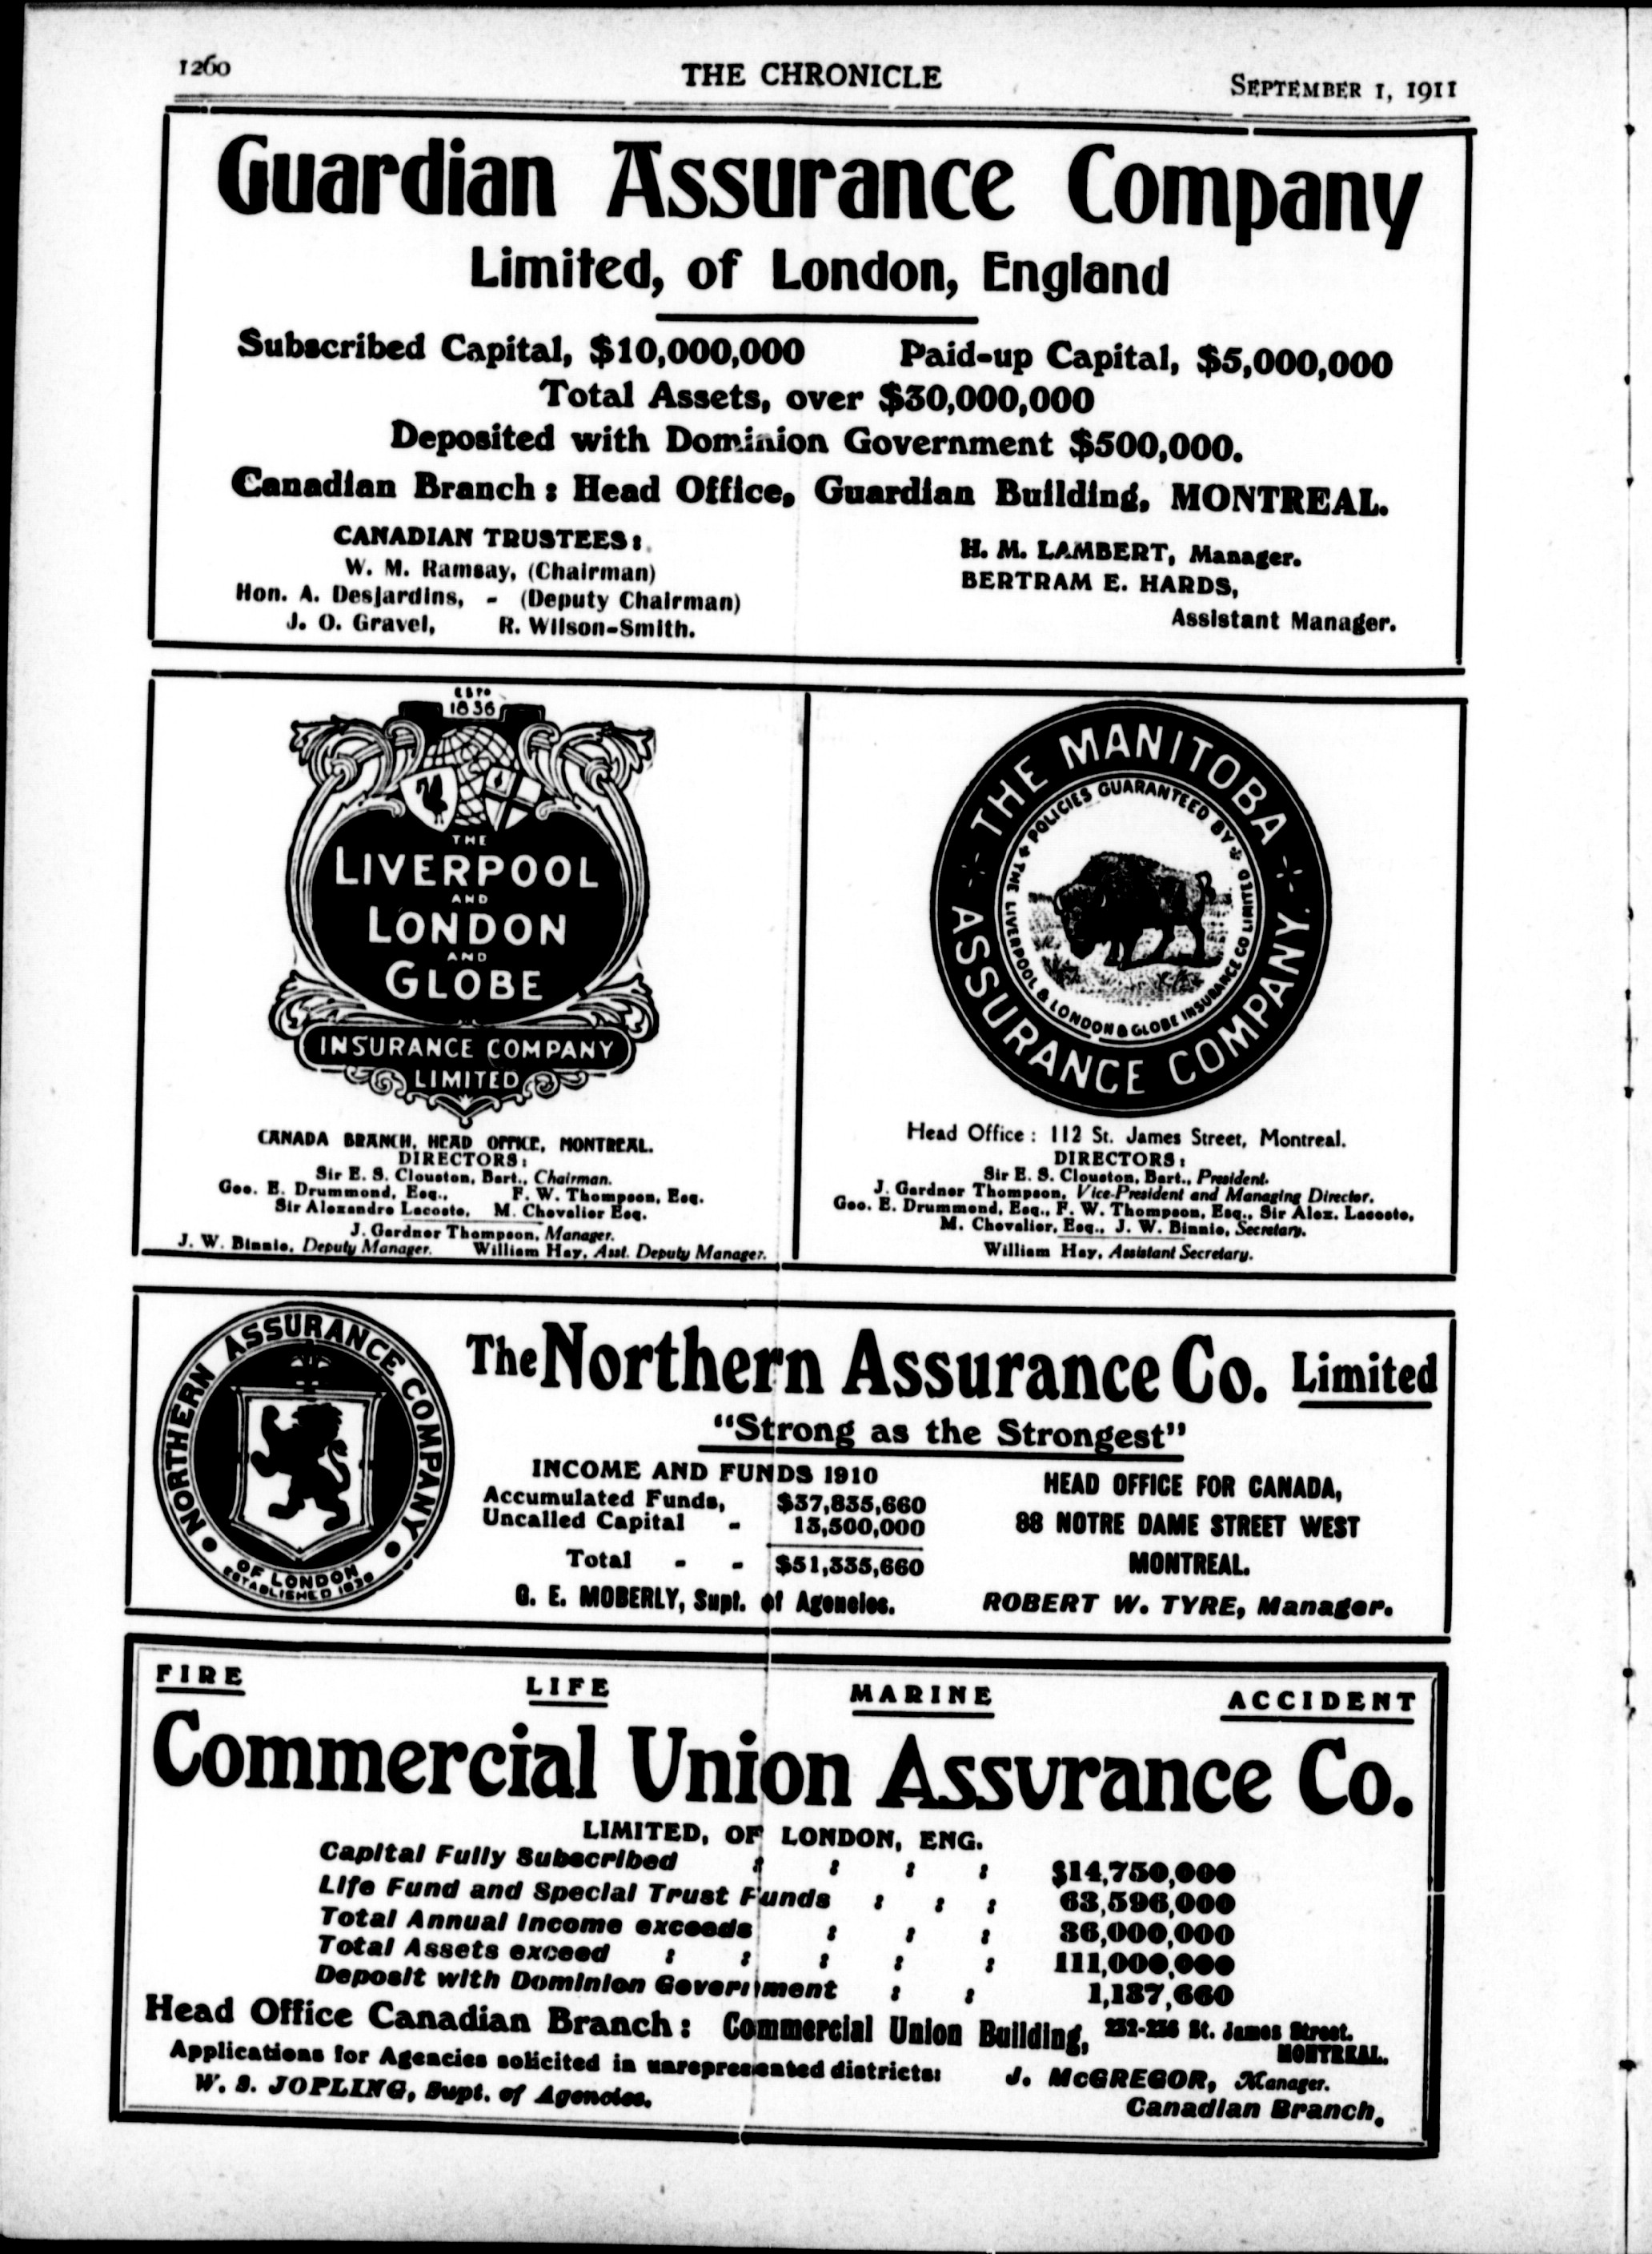 1260
THE CHRONICLE
SEPTEMBER 1, 1911
Guardian Assurance Company
Limited, of London, England
Subscribed Capital, $10,000,000 Paid-up Capital, $5,000,000
Total Assets, over $30,000,000
Deposited with Dominion Government $500,000.
Canadian Branch : Head Office, Guardian Building, MONTREAL.
CANADIAN TRUSTEES :
W. M. Ramsay, (Chairman)
Hon. A. Desjardins, - (Deputy Chairman)
J. O. Gravel, R. Wilson-Smith.
H. M. LAMBERT, Manager.
BERTRAM E. HARDS,
Assistant Manager.
ESTD
1836
THE
LIVERPOOL
AND
LONDON
AND
GLOBE
INSURANCE COMPANY
LIMITED
CANADA BRANCH, HEAD OFFICE, MONTREAL.
DIRECTORS :
Sir E. S. Clouston, Bart., Chairman.
Geo. E. Drummond, Esq., F. W. Thompson, Esq.
Sir Alexandre Lacoste, M. Chevalier Esq.
J. Gardner Thompson, Manager.
J. W. Binnie, Deputy Manager. William Hay, Asst. Deputy Manager.
THE MANITOBA
ASSURANCE COMPANY.
POLICIES GUARANTEED BY
THE LIVERPOOL & LONDON & GLOBE INSURANCE CO LIMITED
Head Office : 112 St. James Street, Montreal.
DIRECTORS :
Sir E. S. Clouston, Bart., President.
J. Gardner Thompson, Vice-President and Managing Director.
Geo. E. Drummond, Esq., F. W. Thompson, Esq., Sir Alex. Lacoste,
M. Chevalier, Esq., J. W. Binnie, Secretary.
William Hay, Assistant Secretary.
NORTHERN ASSURANCE COMPANY
OF LONDON
ESTABLISHED 1836
The Northern Assurance Co. Limited
"Strong as the Strongest"
INCOME AND FUNDS 1910
Accumulated Funds, $37,835,660
Uncalled Capital - 13,500,000
Total - - $51,335,660
G. E. MOBERLY, Supt. of Agencies.
HEAD OFFICE FOR CANADA,
88 NOTRE DAME STREET WEST
MONTREAL.
ROBERT W. TYRE, Manager.
FIRE LIFE MARINE ACCIDENT
Commercial Union Assurance Co.
LIMITED, OF LONDON, ENG.
Capital Fully Subscribed : : : : $14,750,000
Life Fund and Special Trust Funds : : : 63,596,000
Total Annual Income exceeds : : : 36,000,000
Total Assets exceed : : : : : 111,000,000
Deposit with Dominion Government : : 1,137,660
Head Office Canadian Branch : Commercial Union Building, 232-236 St. James Street.
MONTREAL.
Applications for Agencies solicited in unrepresented districts:
W. S. JOPLING, Supt. of Agencies.
J. McGREGOR, Manager.
Canadian Branch.